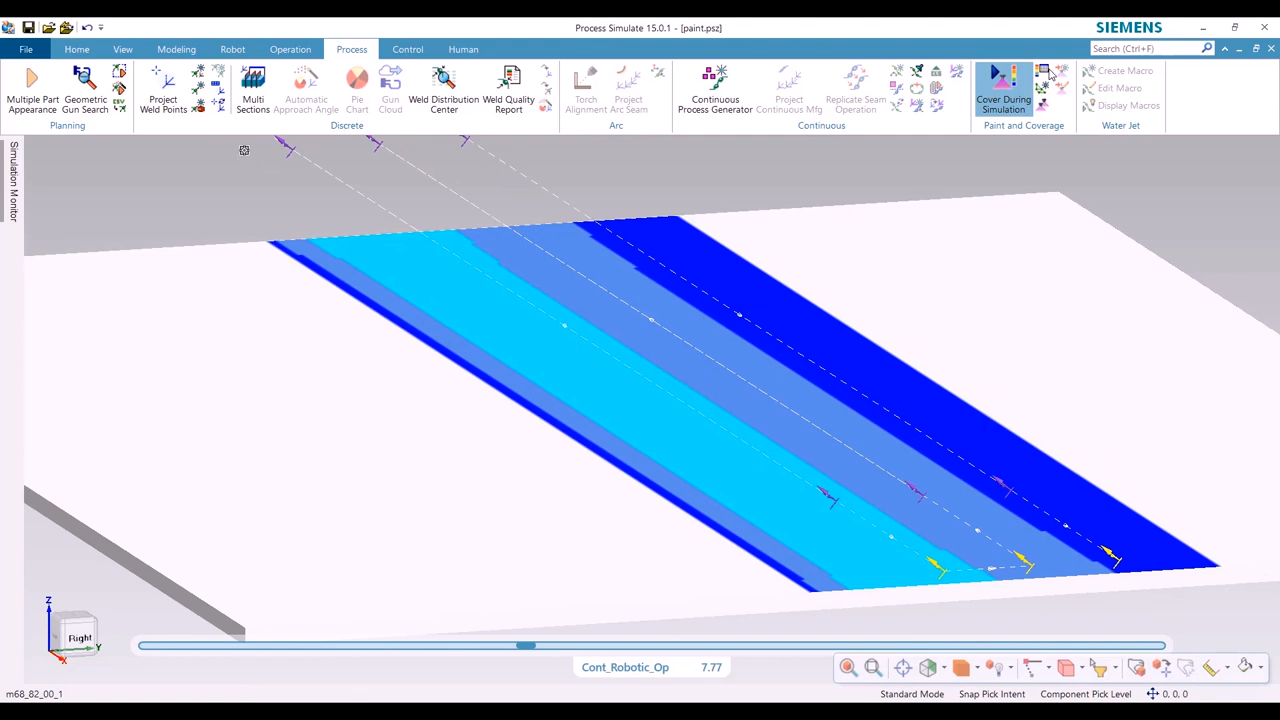 Process Simulate 15.0.1 - [paint.psz]
SIEMENS
File Home View Modeling Robot Operation Process Control Human
Search (Ctrl+F)
Multiple Part Appearance
Geometric Gun Search
Planning
Project Weld Points
Multi Sections
Automatic Approach Angle
Pie Chart
Gun Cloud
Weld Distribution Center
Weld Quality Report
Discrete
Torch Alignment
Project Arc Seam
Arc
Continuous Process Generator
Project Continuous Mfg
Replicate Seam Operation
Continuous
Cover During Simulation
Paint and Coverage
Create Macro
Edit Macro
Display Macros
Water Jet
Simulation Monitor
Z
Right
Y
X
Cont_Robotic_Op 7.77
m68_82_00_1
Standard Mode Snap Pick Intent Component Pick Level 0, 0, 0